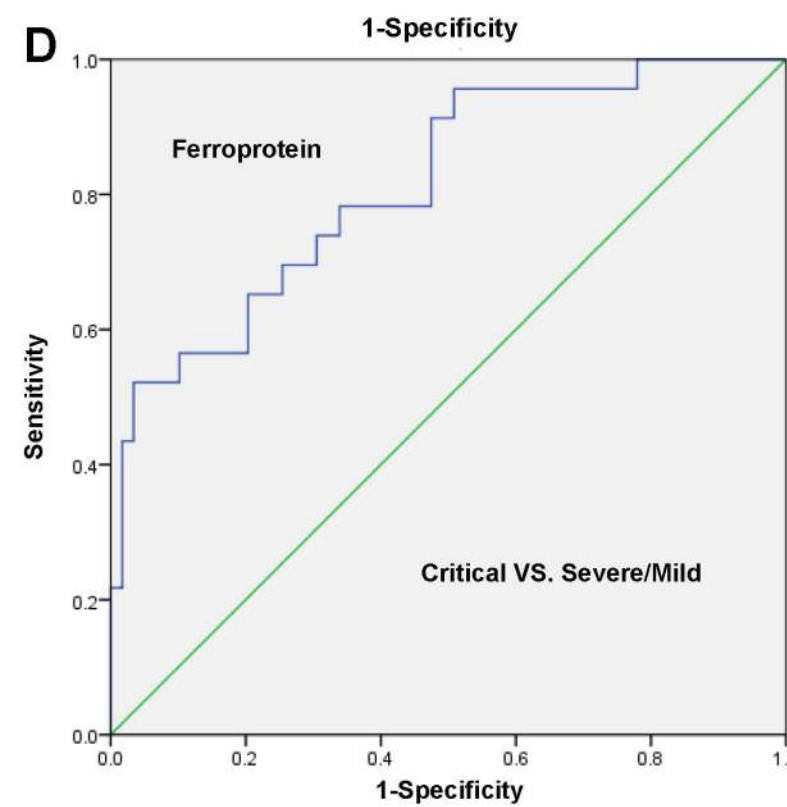 D
1-Specificity
1.0
Ferroprotein
0.8
0.6
Sensitivity
0.4
Critical VS. Severe/Mild
0.2
0.0
0.0 0.2 0.4 0.6 0.8 1.
1-Specificity